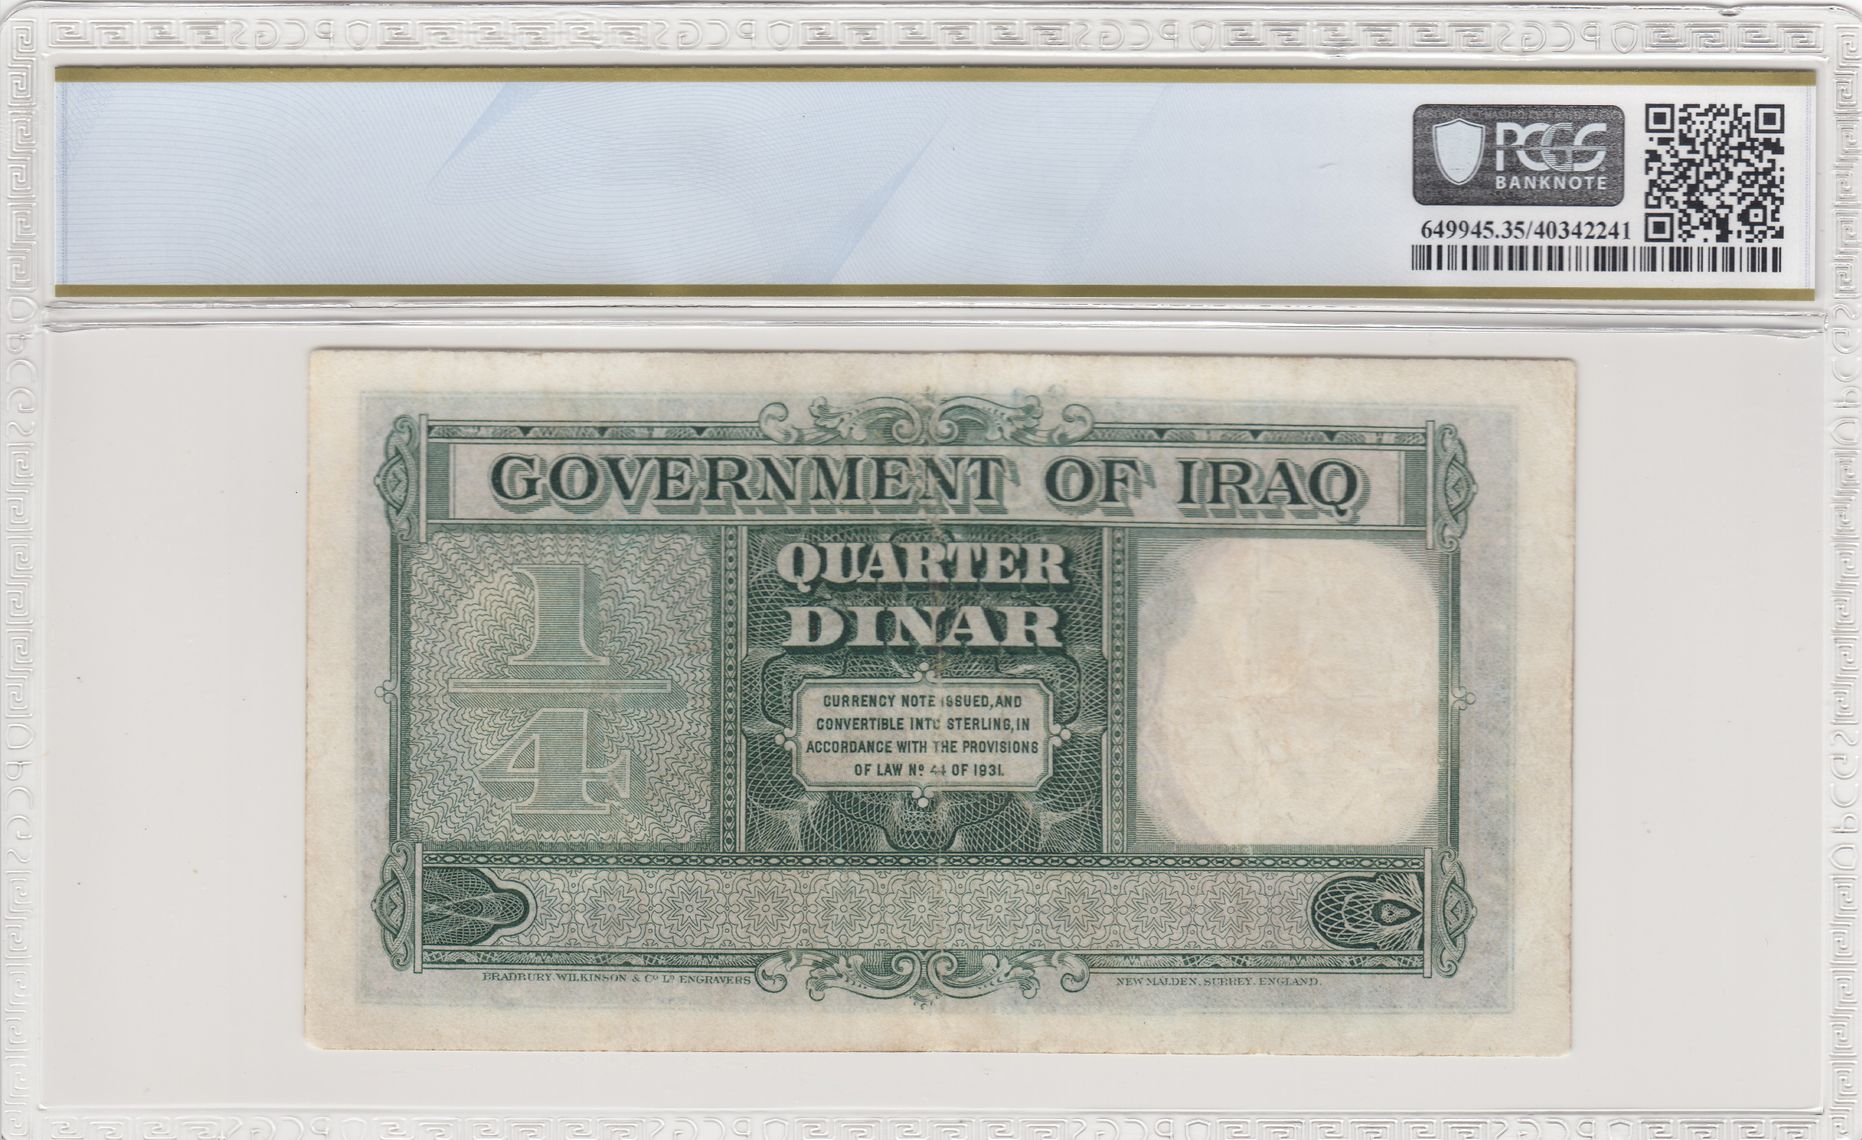 PCGS
BANKNOTE
649945.35/40342241
GOVERNMENT OF IRAQ
1/4
QUARTER
DINAR
CURRENCY NOTE ISSUED, AND
CONVERTIBLE INTO STERLING, IN
ACCORDANCE WITH THE PROVISIONS
OF LAW Nº 44 OF 1931.
BRADBURY, WILKINSON & Cº Lᴰ ENGRAVERS
NEW MALDEN, SURREY, ENGLAND.